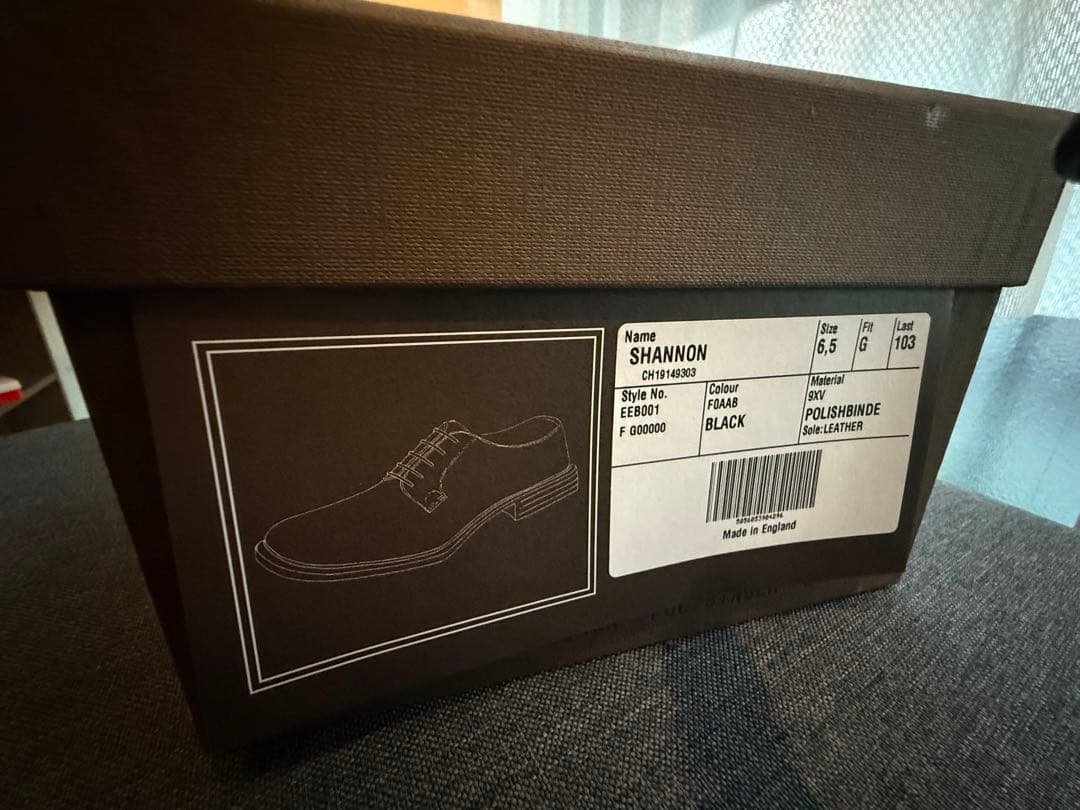 Name
SHANNON
CH19149303
Size
6,5
Fit
G
Last
103
Style No.
EEB001
F G00000
Colour
F0AAB
BLACK
Material
9XV
POLISHBINDE
Sole:LEATHER
Made in England